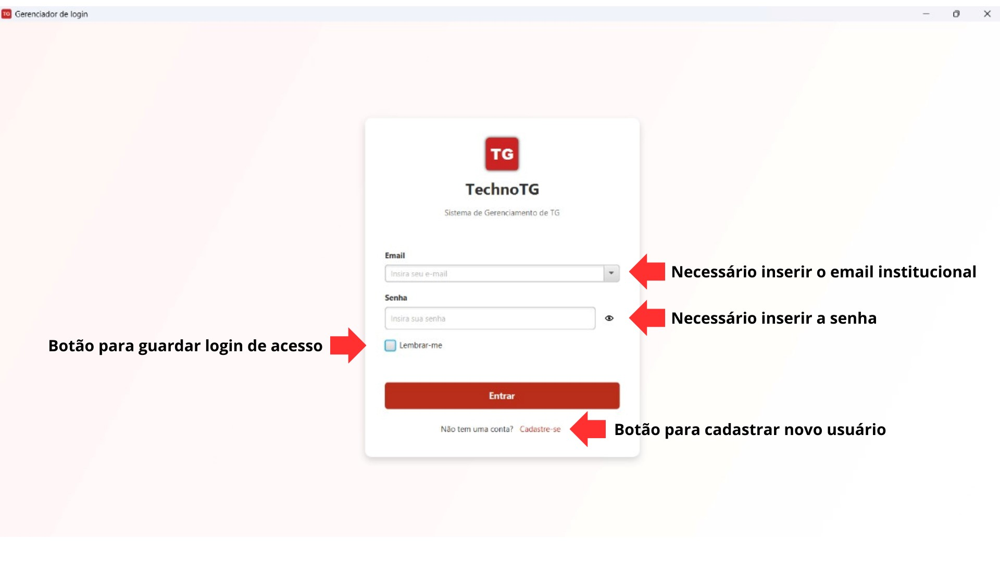 TG Gerenciador de login
TG
TechnoTG
Sistema de Gerenciamento de TG
Email
Insira seu e-mail
Necessário inserir o email institucional
Senha
Insira sua senha
Necessário inserir a senha
Botão para guardar login de acesso
Lembrar-me
Entrar
Não tem uma conta? Cadastre-se
Botão para cadastrar novo usuário